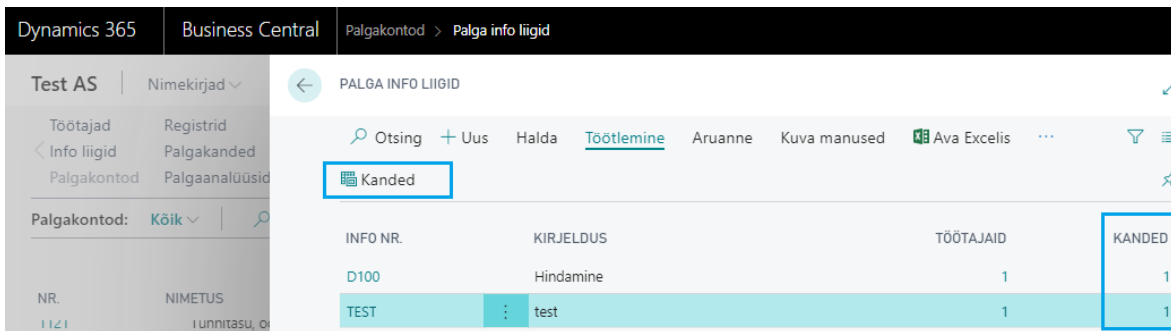 Dynamics 365 Business Central Palgakontod > Palga info liigid
Test AS Nimekirjad
PALGA INFO LIIGID
Töötajad Registrid
Otsing + Uus Halda Töötlemine Aruanne Kuva manused Ava Excelis ...
Info liigid Palgakanded
Palgakontod Palgaanalüüsid
Kanded
Palgakontod: Kõik
INFO NR. KIRJELDUS TÖÖTAJAID KANDED
D100 Hindamine 1 1
NR. NIMETUS
TEST test 1 1